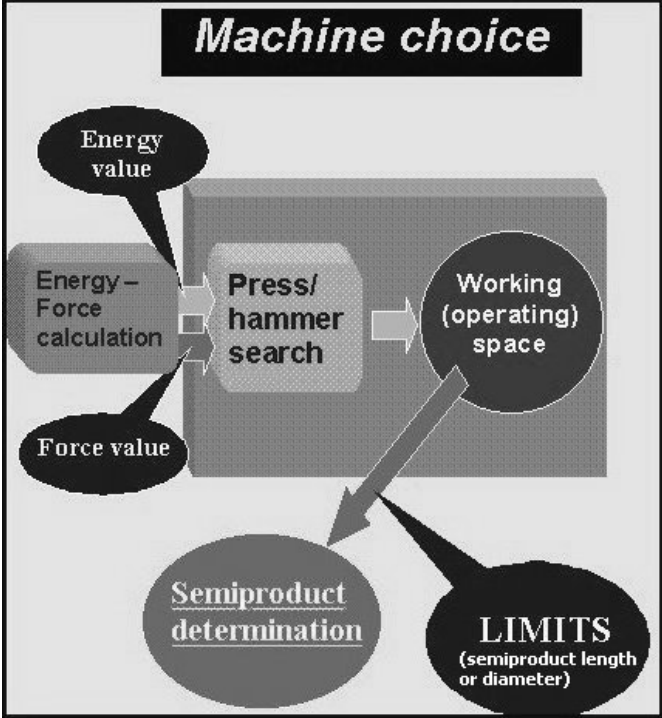 Machine choice
Energy
value
Energy –
Force
calculation
Press/
hammer
search
Working
(operating)
space
Force value
Semiproduct
determination
LIMITS
(semiproduct length
or diameter)